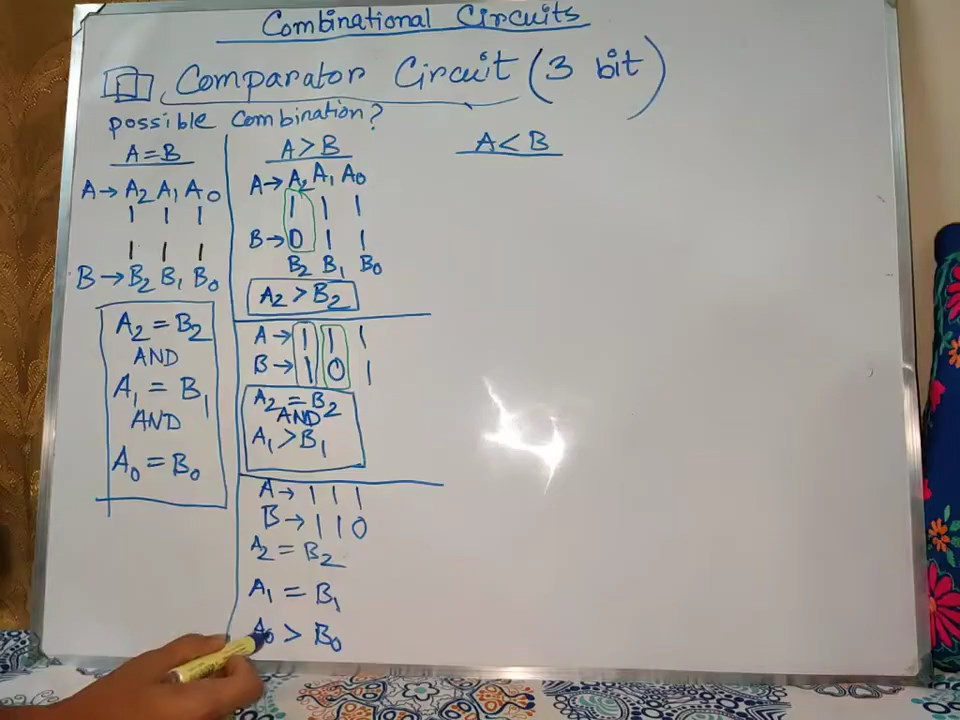 Combinational Circuits
Comparator Circuit (3 bit)
possible Combination?
A = B
A → A2 A1 A0
1 1 1
1 1 1
B → B2 B1 B0
A2 = B2
AND
A1 = B1
AND
A0 = B0
A > B
A → A2 A1 A0
1 1 1
B → 0 1 1
B2 B1 B0
A2 > B2
A → 1 1 1
B → 1 0 1
A2 = B2
AND
A1 > B1
A → 1 1 1
B → 1 1 0
A2 = B2
A1 = B1
A0 > B0
A < B